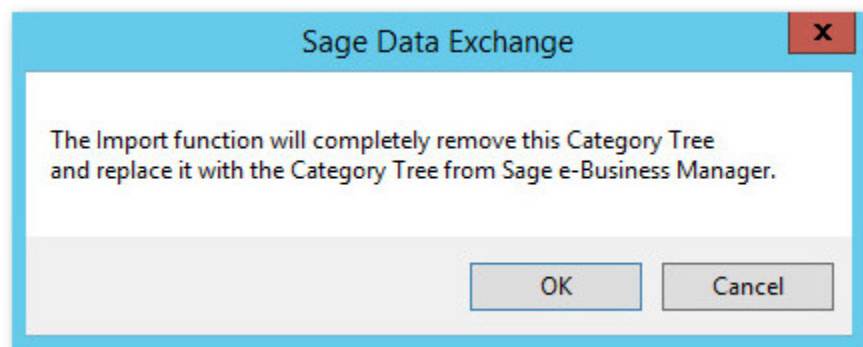 Sage Data Exchange
x
The Import function will completely remove this Category Tree
and replace it with the Category Tree from Sage e-Business Manager.
OK
Cancel